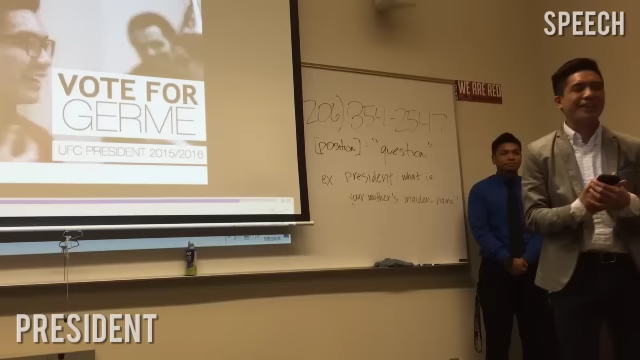 SPEECH
VOTE FOR
GERME
UFC PRESIDENT 2015/2016
WE ARE RED
206) 354-2547
[position]: "question"
ex. president: what is
your mother's maiden name"
PRESIDENT